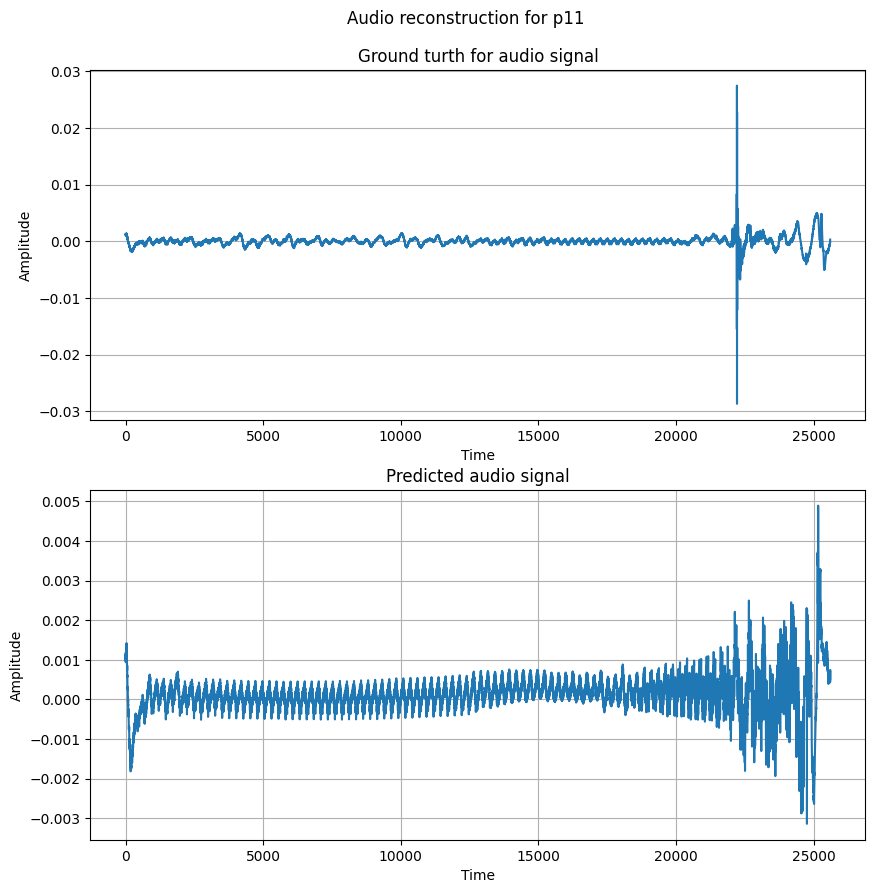 Audio reconstruction for p11
Ground turth for audio signal
0.03
0.02
0.01
0.00
−0.01
−0.02
−0.03
Amplitude
0 5000 10000 15000 20000 25000
Time
Predicted audio signal
0.005
0.004
0.003
0.002
0.001
0.000
−0.001
−0.002
−0.003
Amplitude
0 5000 10000 15000 20000 25000
Time